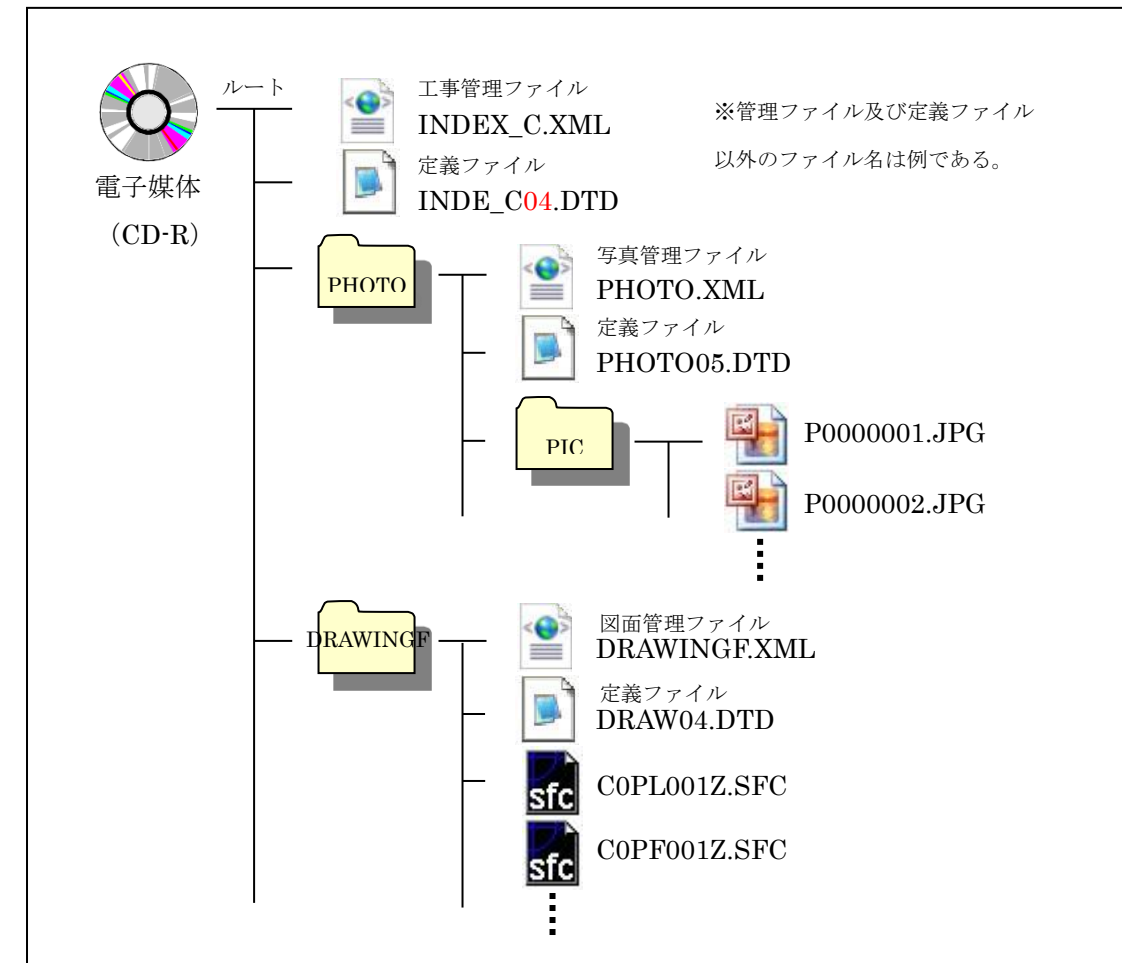 ルート
電子媒体
（CD-R）
工事管理ファイル
INDEX_C.XML
定義ファイル
INDE_C04.DTD
※管理ファイル及び定義ファイル
以外のファイル名は例である。
PHOTO
写真管理ファイル
PHOTO.XML
定義ファイル
PHOTO05.DTD
PIC
P0000001.JPG
P0000002.JPG
DRAWINGF
図面管理ファイル
DRAWINGF.XML
定義ファイル
DRAW04.DTD
sfc
C0PL001Z.SFC
sfc
C0PF001Z.SFC